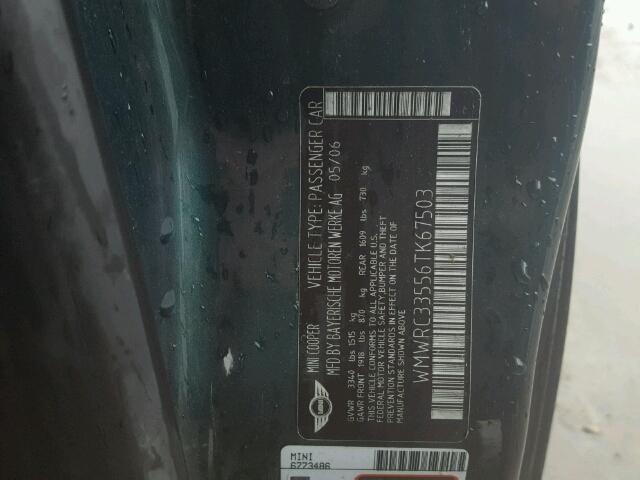 MINI COOPER VEHICLE TYPE: PASSENGER CAR
MFD BY BAYERISCHE MOTOREN WERKE AG 05/06
GVWR 3340 lbs 1515 kg
GAWR FRONT 1918 lbs 870 kg REAR 1609 lbs 730 kg
THIS VEHICLE CONFORMS TO ALL APPLICABLE U.S.
FEDERAL MOTOR VEHICLE SAFETY,BUMPER AND THEFT
PREVENTION STANDARDS IN EFFECT ON THE DATE OF
MANUFACTURE SHOWN ABOVE.
WMWRC33556TK67503
MINI
6773486